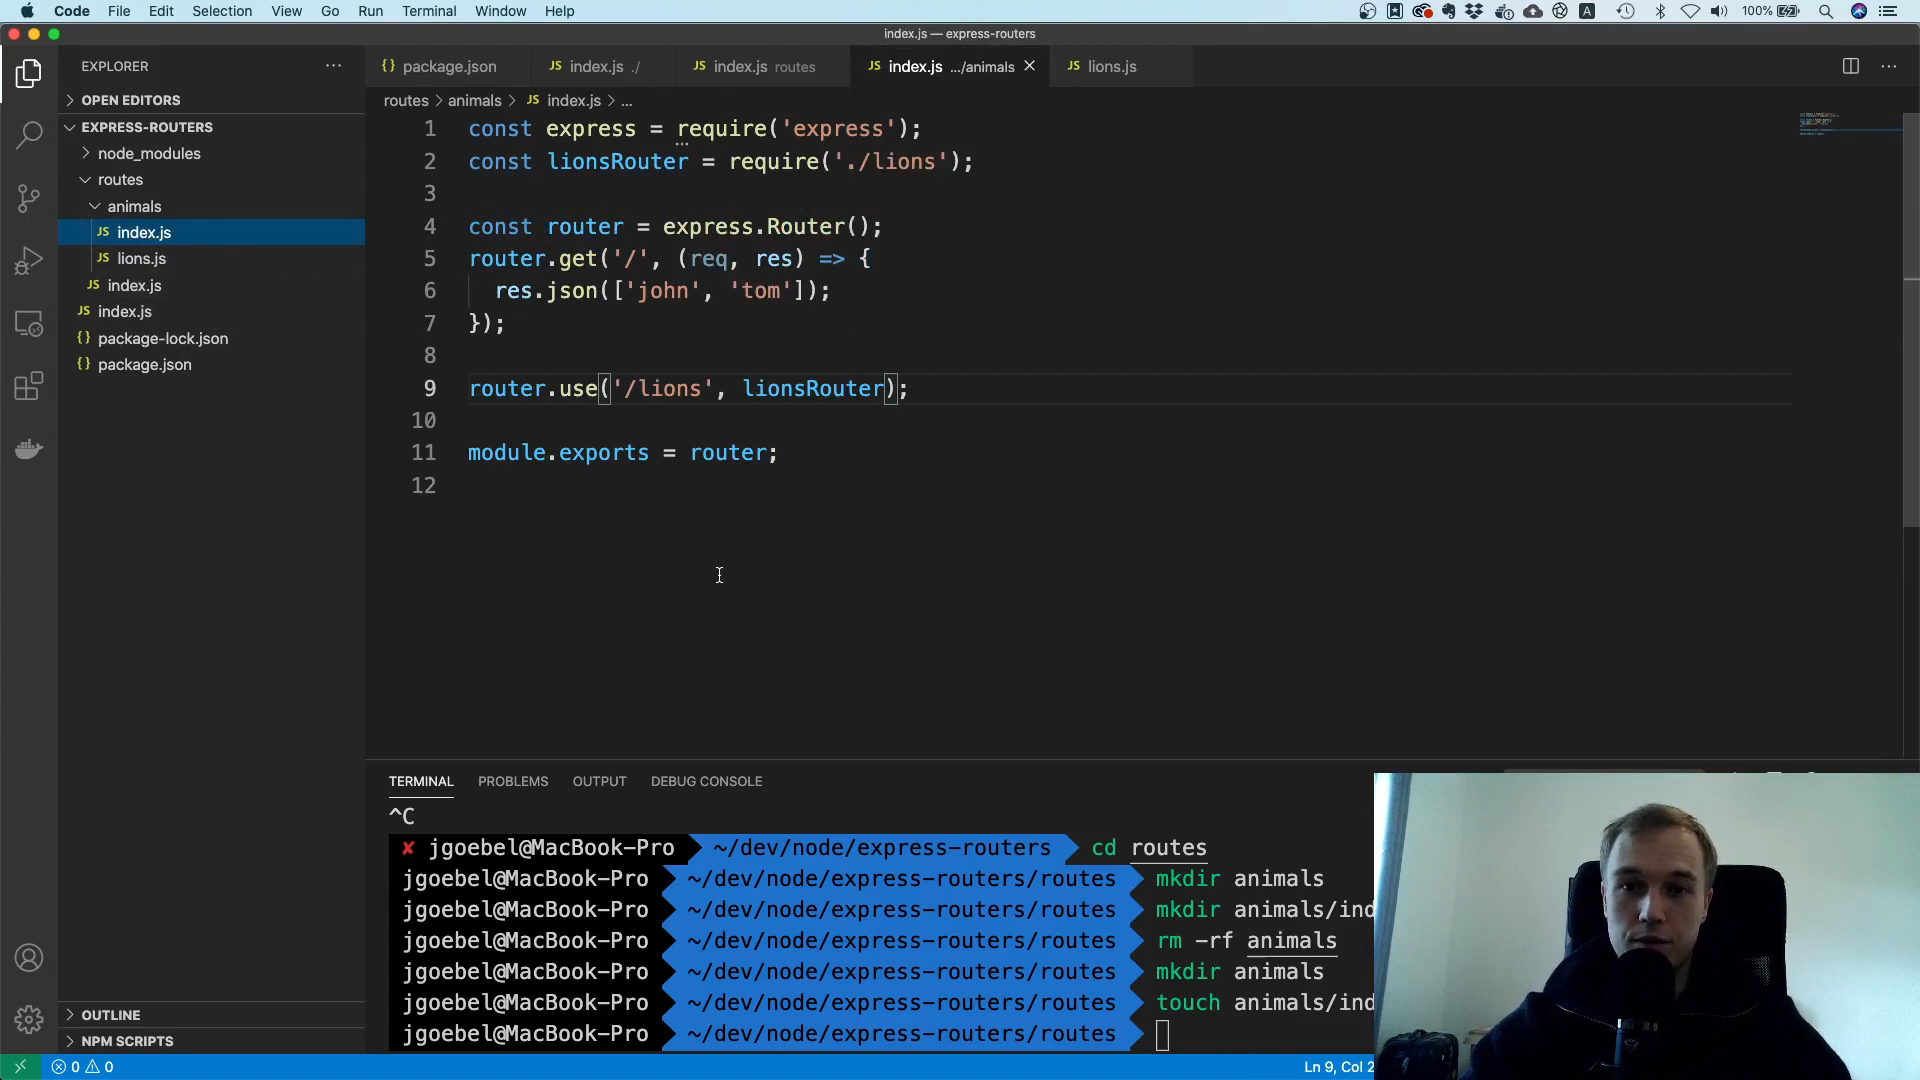 Code File Edit Selection View Go Run Terminal Window Help 100%
index.js — express-routers
EXPLORER
package.json
index.js ./
index.js routes
index.js .../animals
lions.js
OPEN EDITORS
EXPRESS-ROUTERS
node_modules
routes
animals
JS index.js
JS lions.js
JS index.js
JS index.js
{} package-lock.json
{} package.json
OUTLINE
NPM SCRIPTS
routes > animals > JS index.js > ...
1 const express = require('express');
2 const lionsRouter = require('./lions');
3
4 const router = express.Router();
5 router.get('/', (req, res) => {
6 res.json(['john', 'tom']);
7 });
8
9 router.use('/lions', lionsRouter);
10
11 module.exports = router;
12
TERMINAL PROBLEMS OUTPUT DEBUG CONSOLE
^C
✘ jgoebel@MacBook-Pro ~/dev/node/express-routers cd routes
jgoebel@MacBook-Pro ~/dev/node/express-routers/routes mkdir animals
jgoebel@MacBook-Pro ~/dev/node/express-routers/routes mkdir animals/ind
jgoebel@MacBook-Pro ~/dev/node/express-routers/routes rm -rf animals
jgoebel@MacBook-Pro ~/dev/node/express-routers/routes mkdir animals
jgoebel@MacBook-Pro ~/dev/node/express-routers/routes touch animals/ind
jgoebel@MacBook-Pro ~/dev/node/express-routers/routes
0 0
Ln 9, Col 2